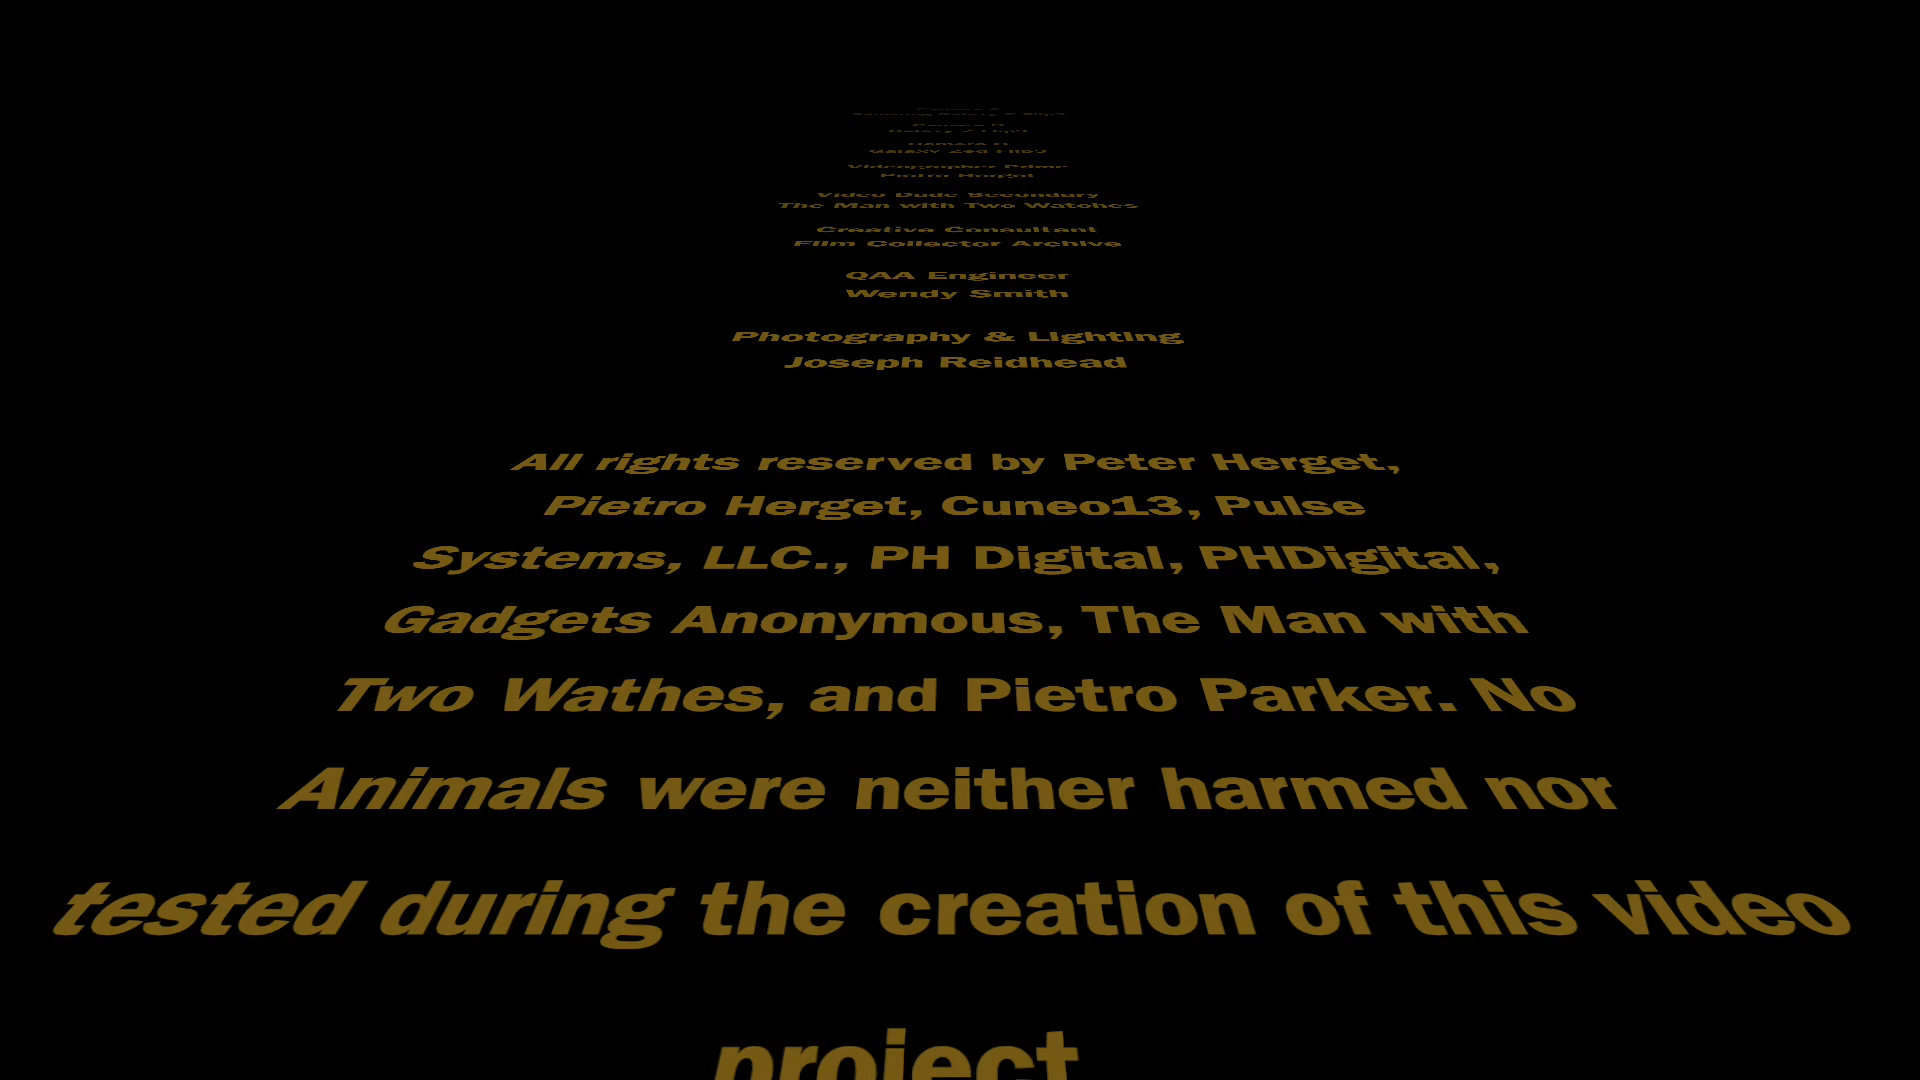 Videographer Prime
Pietro Herget
Video Dude Secondary
The Man with Two Watches
Creative Consultant
Film Collector Archive
QAA Engineer
Wendy Smith
Photography & Lighting
Joseph Reidhead
All rights reserved by Peter Herget,
Pietro Herget, Cuneo13, Pulse
Systems, LLC., PH Digital, PHDigital,
Gadgets Anonymous, The Man with
Two Wathes, and Pietro Parker. No
Animals were neither harmed nor
tested during the creation of this video
project